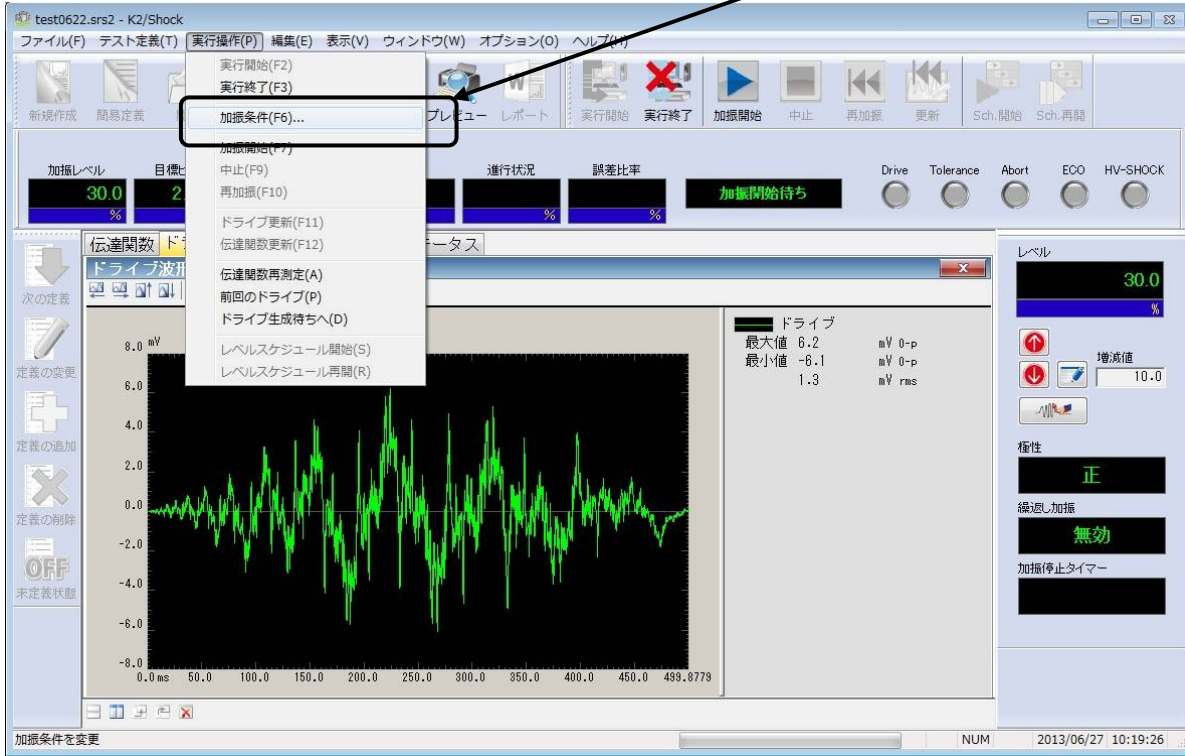 test0622.srs2 - K2/Shock
ファイル(F) テスト定義(T) 実行操作(P) 編集(E) 表示(V) ウィンドウ(W) オプション(O) ヘルプ(H)
新規作成 簡易定義 プレビュー レポート 実行開始 実行終了 加振開始 中止 再加振 更新 Sch.開始 Sch.再開
実行開始(F2)
実行終了(F3)
加振条件(F6)...
加振開始(F7)
中止(F9)
再加振(F10)
ドライブ更新(F11)
伝達関数更新(F12)
伝達関数再測定(A)
前回のドライブ(P)
ドライブ生成待ちへ(D)
レベルスケジュール開始(S)
レベルスケジュール再開(R)
加振レベル 進行状況 誤差比率 Drive Tolerance Abort ECO HV-SHOCK
30.0 加振開始待ち
% % %
伝達関数
ドライブ波形
次の定義
定義の変更
定義の追加
定義の削除
OFF
未定義状態
8.0 mV
6.0
4.0
2.0
0.0
-2.0
-4.0
-6.0
-8.0
0.0ms 50.0 100.0 150.0 200.0 250.0 300.0 350.0 400.0 450.0 499.8779
ドライブ
最大値 6.2 mV 0-p
最小値 -6.1 mV 0-p
1.3 mV rms
レベル
30.0
%
増減値
10.0
極性
正
繰返し加振
無効
加振停止タイマー
加振条件を変更 NUM 2013/06/27 10:19:26